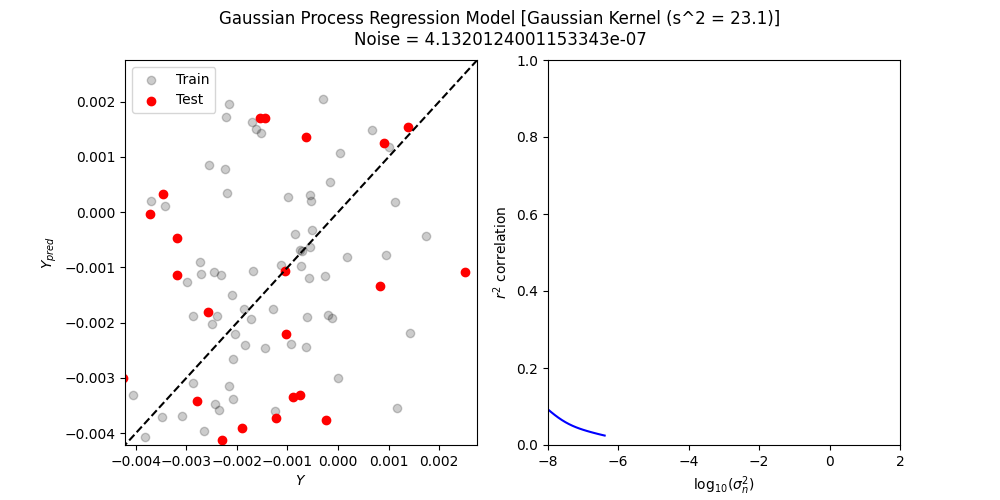 Gaussian Process Regression Model [Gaussian Kernel (s^2 = 23.1)]
Noise = 4.1320124001153343e-07
Train
Test
0.002
0.001
0.000
−0.001
−0.002
−0.003
−0.004
Y_pred
−0.004 −0.003 −0.002 −0.001 0.000 0.001 0.002
Y
1.0
0.8
0.6
0.4
0.2
0.0
r² correlation
−8 −6 −4 −2 0 2
log₁₀(σₙ²)